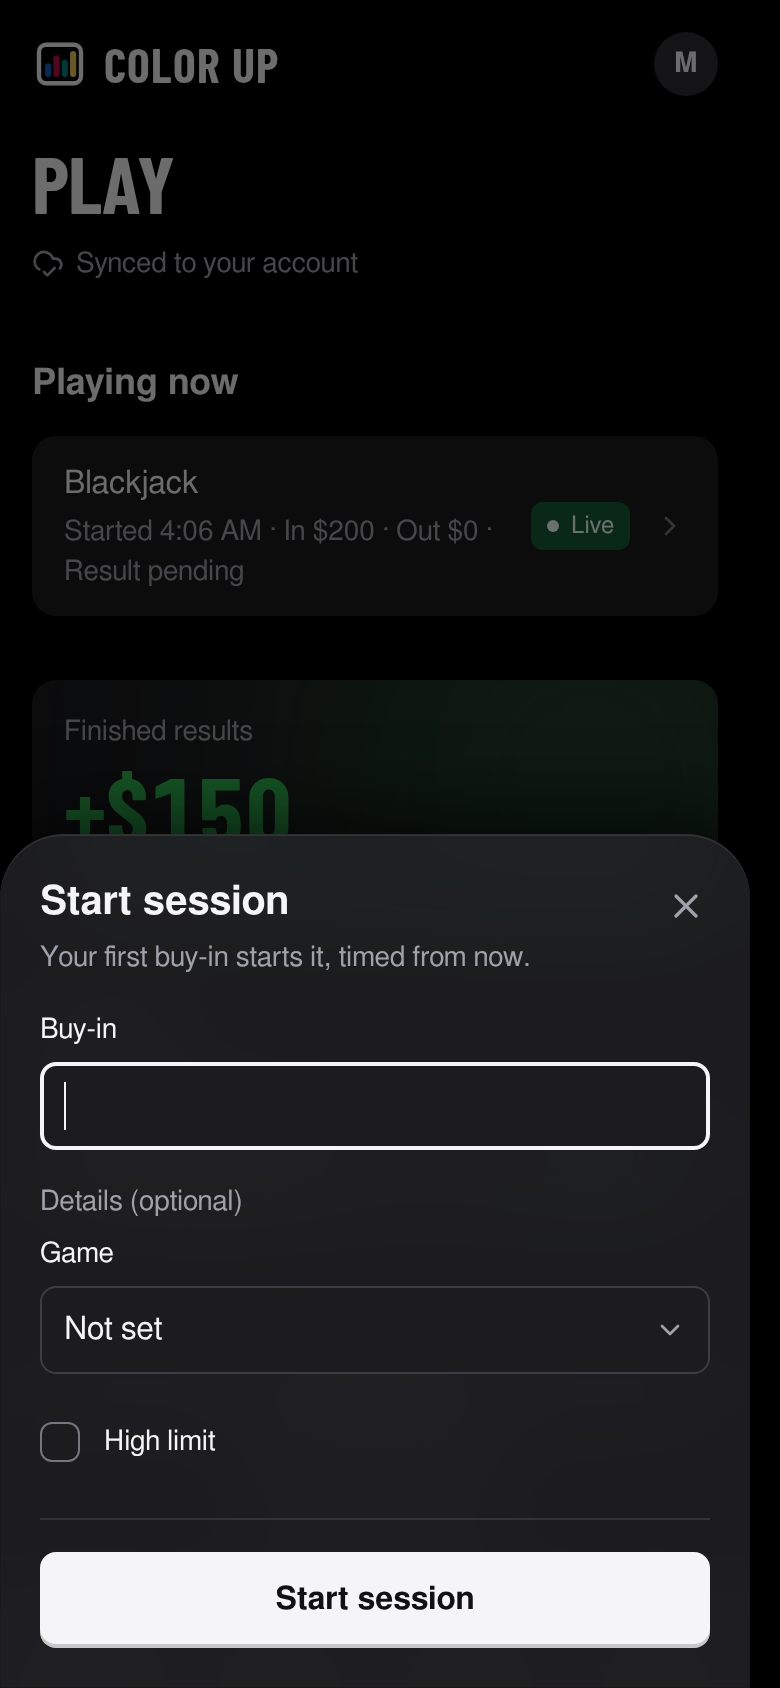 COLOR UP
M
PLAY
Synced to your account
Playing now
Blackjack
Started 4:06 AM · In $200 · Out $0 ·
Result pending
Live
Finished results
+$150
Start session
Your first buy-in starts it, timed from now.
Buy-in
Details (optional)
Game
Not set
High limit
Start session